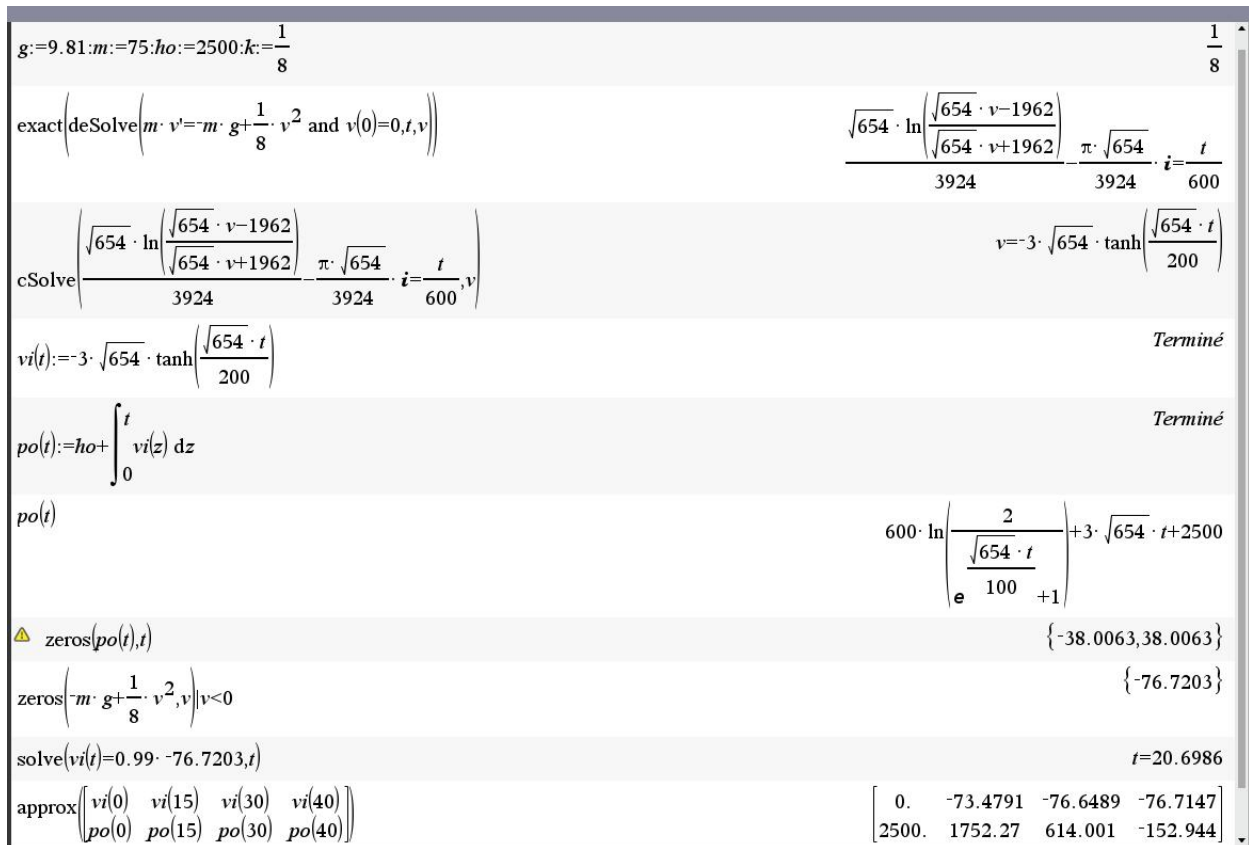 g:=9.81:m:=75:ho:=2500:k:=1/8    1/8
exact(deSolve(m· v'=⁻m· g+1/8· v² and v(0)=0,t,v))    √654 · ln((√654 · v−1962)/(√654 · v+1962))/3924 − π· √654/3924 · i=t/600
cSolve(√654 · ln((√654 · v−1962)/(√654 · v+1962))/3924 − π· √654/3924 · i=t/600,v)    v=⁻3· √654 · tanh(√654 · t/200)
vi(t):=⁻3· √654 · tanh(√654 · t/200)    Terminé
po(t):=ho+∫₀ᵗ vi(z) dz    Terminé
po(t)    600· ln(2/(e^(√654 · t/100)+1))+3· √654 · t+2500
zeros(po(t),t)    {⁻38.0063,38.0063}
zeros(⁻m· g+1/8· v²,v)|v<0    {⁻76.7203}
solve(vi(t)=0.99· ⁻76.7203,t)    t=20.6986
approx([vi(0) vi(15) vi(30) vi(40)    [0. ⁻73.4791 ⁻76.6489 ⁻76.7147
po(0) po(15) po(30) po(40)])    2500. 1752.27 614.001 ⁻152.944]